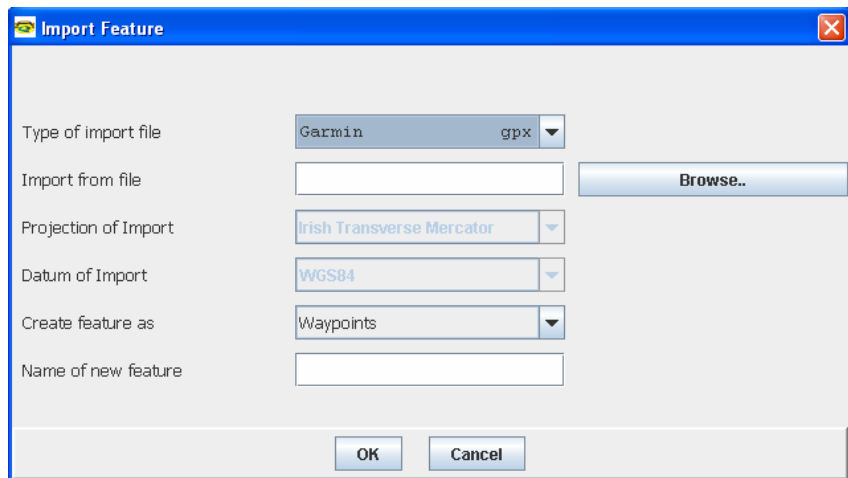 Import Feature
Type of import file Garmin gpx
Import from file Browse..
Projection of Import Irish Transverse Mercator
Datum of Import WGS84
Create feature as Waypoints
Name of new feature
OK Cancel